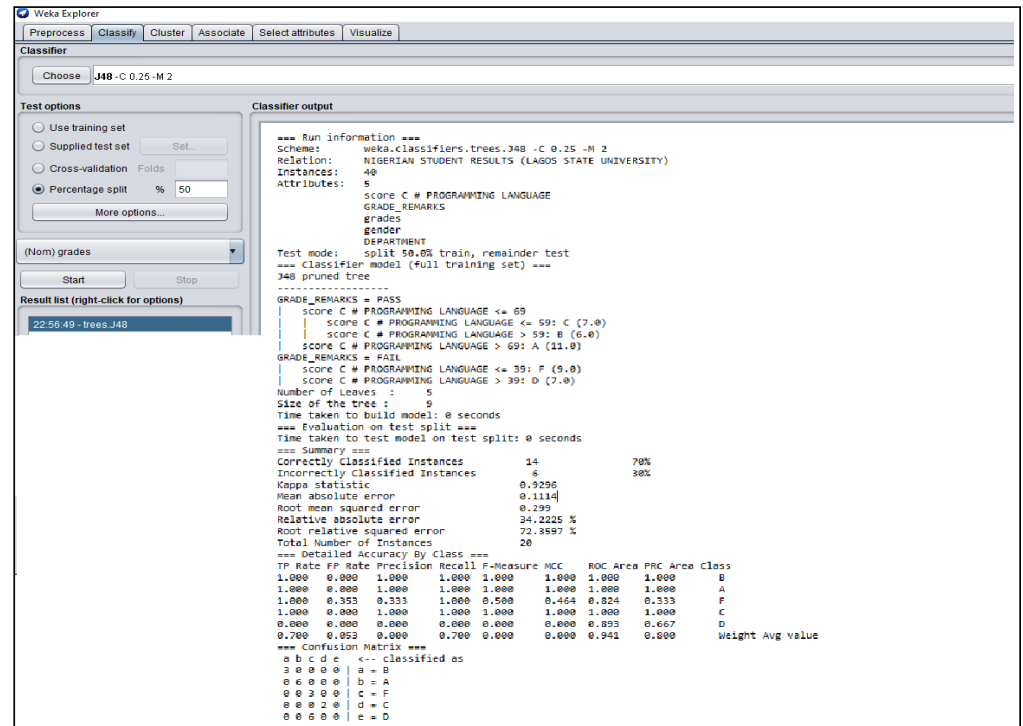 Weka Explorer
Preprocess Classify Cluster Associate Select attributes Visualize
Classifier
Choose J48 -C 0.25 -M 2
Test options
Use training set
Supplied test set Set...
Cross-validation Folds
Percentage split % 50
More options...
(Nom) grades
Start Stop
Result list (right-click for options)
22:56:49 - trees.J48
Classifier output
=== Run information ===
Scheme: weka.classifiers.trees.J48 -C 0.25 -M 2
Relation: NIGERIAN STUDENT RESULTS (LAGOS STATE UNIVERSITY)
Instances: 40
Attributes: 5
score C # PROGRAMMING LANGUAGE
GRADE_REMARKS
grades
gender
DEPARTMENT
Test mode: split 50.0% train, remainder test
=== Classifier model (full training set) ===
J48 pruned tree
------------------
GRADE_REMARKS = PASS
| score C # PROGRAMMING LANGUAGE <= 69
| | score C # PROGRAMMING LANGUAGE <= 59: C (7.0)
| | score C # PROGRAMMING LANGUAGE > 59: B (6.0)
| score C # PROGRAMMING LANGUAGE > 69: A (11.0)
GRADE_REMARKS = FAIL
| score C # PROGRAMMING LANGUAGE <= 39: F (9.0)
| score C # PROGRAMMING LANGUAGE > 39: D (7.0)
Number of Leaves : 5
Size of the tree : 9
Time taken to build model: 0 seconds
=== Evaluation on test split ===
Time taken to test model on test split: 0 seconds
=== Summary ===
Correctly Classified Instances 14 70%
Incorrectly Classified Instances 6 30%
Kappa statistic 0.9296
Mean absolute error 0.1114
Root mean squared error 0.299
Relative absolute error 34.2225 %
Root relative squared error 72.3597 %
Total Number of Instances 20
=== Detailed Accuracy By Class ===
TP Rate FP Rate Precision Recall F-Measure MCC ROC Area PRC Area Class
1.000 0.000 1.000 1.000 1.000 1.000 1.000 1.000 B
1.000 0.000 1.000 1.000 1.000 1.000 1.000 1.000 A
1.000 0.353 0.333 1.000 0.500 0.464 0.824 0.333 F
1.000 0.000 1.000 1.000 1.000 1.000 1.000 1.000 C
0.000 0.000 0.000 0.000 0.000 0.000 0.893 0.667 D
0.700 0.053 0.000 0.700 0.000 0.000 0.941 0.800 Weight Avg value
=== Confusion Matrix ===
a b c d e <-- classified as
3 0 0 0 0 | a = B
0 6 0 0 0 | b = A
0 0 3 0 0 | c = F
0 0 0 2 0 | d = C
0 0 6 0 0 | e = D